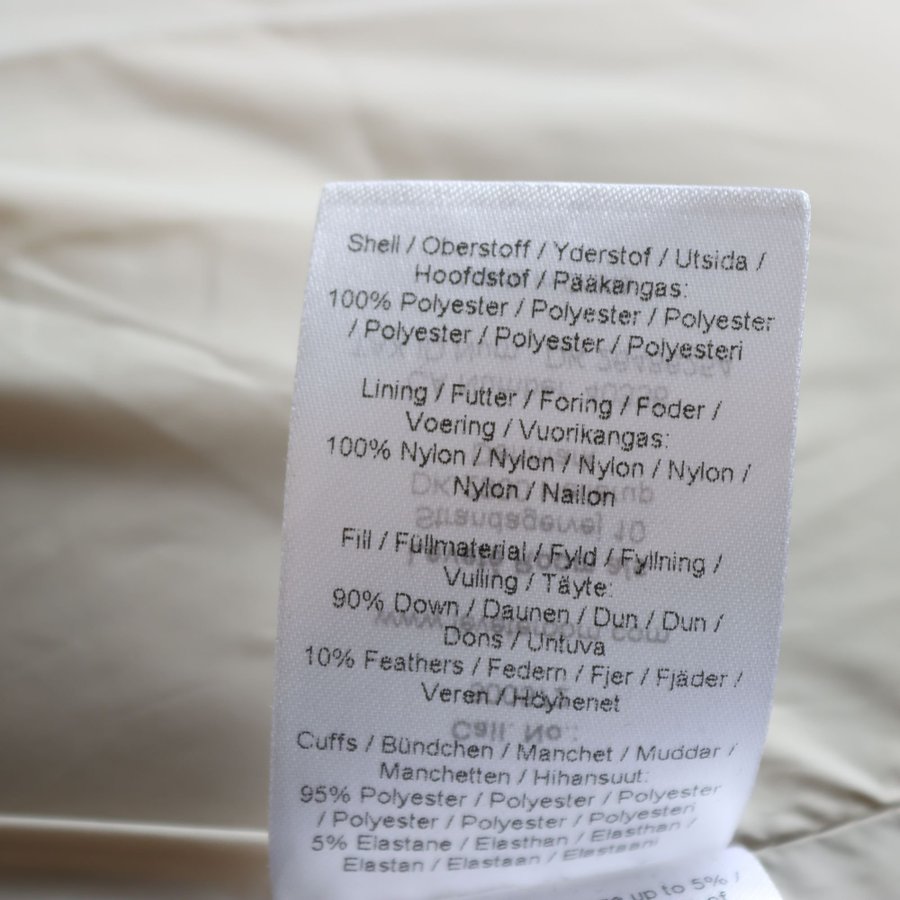 Shell / Oberstoff / Yderstof / Utsida /
Hoofdstof / Pääkangas:
100% Polyester / Polyester / Polyester
/ Polyester / Polyester / Polyesteri
Lining / Futter / Foring / Foder /
Voering / Vuorikangas:
100% Nylon / Nylon / Nylon / Nylon /
Nylon / Nailon
Fill / Füllmaterial / Fyld / Fyllning /
Vulling / Täyte:
90% Down / Daunen / Dun / Dun /
Dons / Untuva
10% Feathers / Federn / Fjer / Fjäder /
Veren / Höyhenet
Cuffs / Bündchen / Manchet / Muddar /
Manchetten / Hihansuut:
95% Polyester / Polyester / Polyester
/ Polyester / Polyester / Polyesteri
5% Elastane / Elasthan / Elasthan /
Elastan / Elastaan / Elastaani
up to 5% /